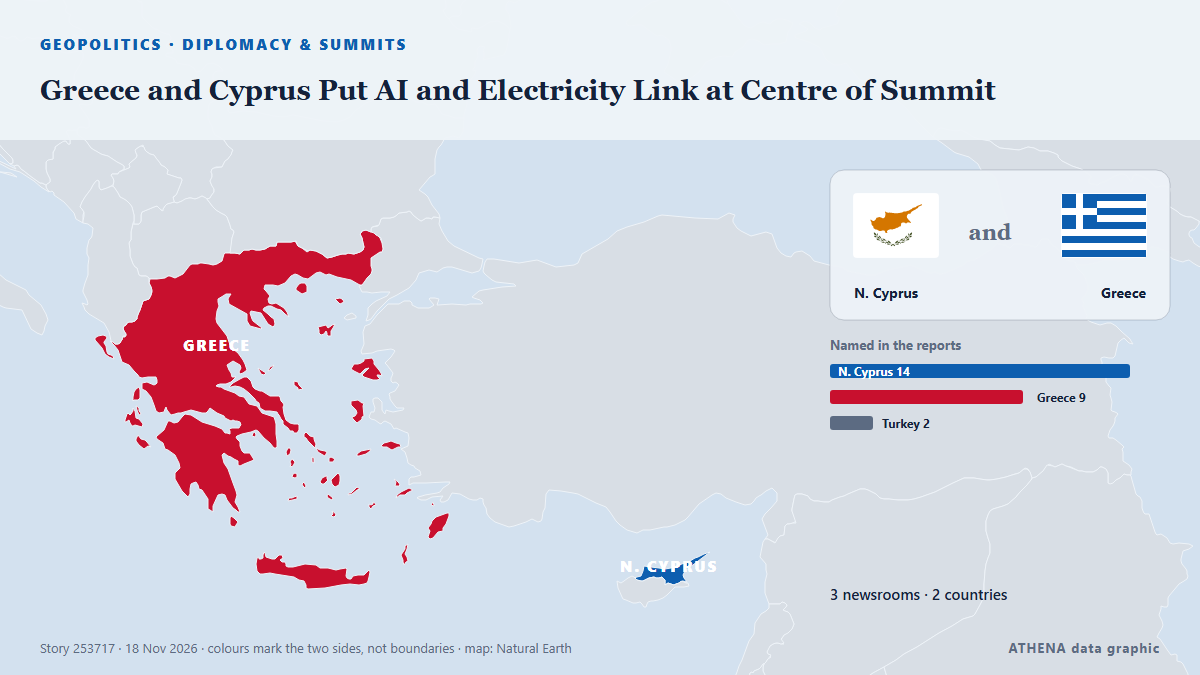 GEOPOLITICS · DIPLOMACY & SUMMITS
Greece and Cyprus Put AI and Electricity Link at Centre of Summit
and
N. Cyprus
Greece
Named in the reports
N. Cyprus 14
Greece 9
Turkey 2
GREECE
N. CYPRUS
3 newsrooms · 2 countries
Story 253717 · 18 Nov 2026 · colours mark the two sides, not boundaries · map: Natural Earth
ATHENA data graphic